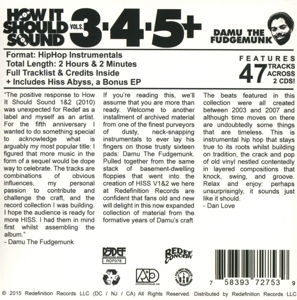 HOW IT SHOULD SOUND VOLS. 3·4·5+
DAMU THE FUDGEMUNK
Format: HipHop Instrumentals
Total Length: 2 Hours & 2 Minutes
Full Tracklist & Credits Inside
+ Includes Hiss Abyss, a Bonus EP
FEATURES
47 TRACKS ACROSS 2 CDS!
"The positive response to How
It Should Sound 1&2 (2010)
was unexpected for Redef as a
label and myself as an artist.
For the fifth anniversary I
wanted to do something special
to acknowledge what is
arguably my most popular title. I
figured that more music in the
form of a sequel would be dope
way to celebrate. The tracks are
combinations of obvious
influences, my personal
passion to contribute and
challenge the craft, and the
record collection I was building.
I hope the audience is ready for
more HISS. I had them in mind
first whilst assembling the
album."
- Damu The Fudgemunk
If you're reading this, we'll
assume that you are more than
ready. Welcome to another
installment of archived material
from one of the finest purveyors
of dusty, neck-snapping
instrumentals to ever lay his
fingers on those trusty sixteen
pads: Damu The Fudgemunk.
Pulled together from the same
stack of basement-dwelling
floppies that went into the
creation of HISS V1&2 we here
at Redefinition Records are
confident that fans old and new
will delight in this now expanded
collection of material from the
formative years of Damu's craft
The beats featured in this
collection were all created
between 2003 and 2007 and
although time moves on there
are undoubtedly some things
that are timeless. This is
instrumental hip hop that stays
true to its roots whilst building
on tradition, the crack and pop
of old vinyl nestled contentedly
in layered compositions that
knock, swing, and groove.
Relax and enjoy: perhaps
unsurprisingly, it sounds just
like it should.
- Dan Love
REDEF
RECORDS
REDEF
RECORDS
7 58393 72753
© 2015 Redefinition Records LLC (DC / NJ / CA) All Rights Reserved. Distributed by Redefinition Records LLC.